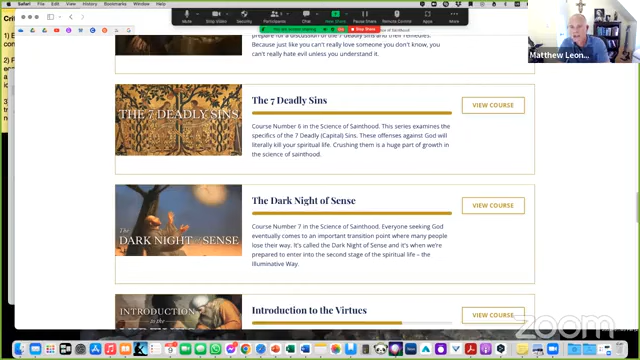 Safari File Edit View History Bookmarks Window Help
Mute Stop Video Security Participants Chat Share Pause Share Remote Control Apps More
Stop Share
Matthew Leon...
prepare for a discussion of the 7 deadly sins and their remedies.
Because just like you can't really love someone you don't know, you
can't really hate evil unless you understand it.
THE 7 DEADLY SINS
The 7 Deadly Sins
VIEW COURSE
Course Number 6 in the Science of Sainthood. This series examines the
specifics of the 7 Deadly (Capital) Sins. These offenses against God will
literally kill your spiritual life. Crushing them is a huge part of growth in
the science of sainthood.
The
DARK NIGHT of SENSE
The Dark Night of Sense
VIEW COURSE
Course Number 7 in the Science of Sainthood. Everyone seeking God
eventually comes to an important transition point where many people
lose their way. It's called the Dark Night of Sense and it's when we're
prepared to enter into the second stage of the spiritual life – the
Illuminative Way.
INTRODUCTION
to the
Introduction to the Virtues
VIEW COURSE
zoom